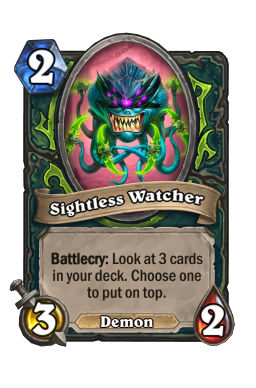 2
Sightless Watcher
Battlecry: Look at 3 cards
in your deck. Choose one
to put on top.
3
Demon
2